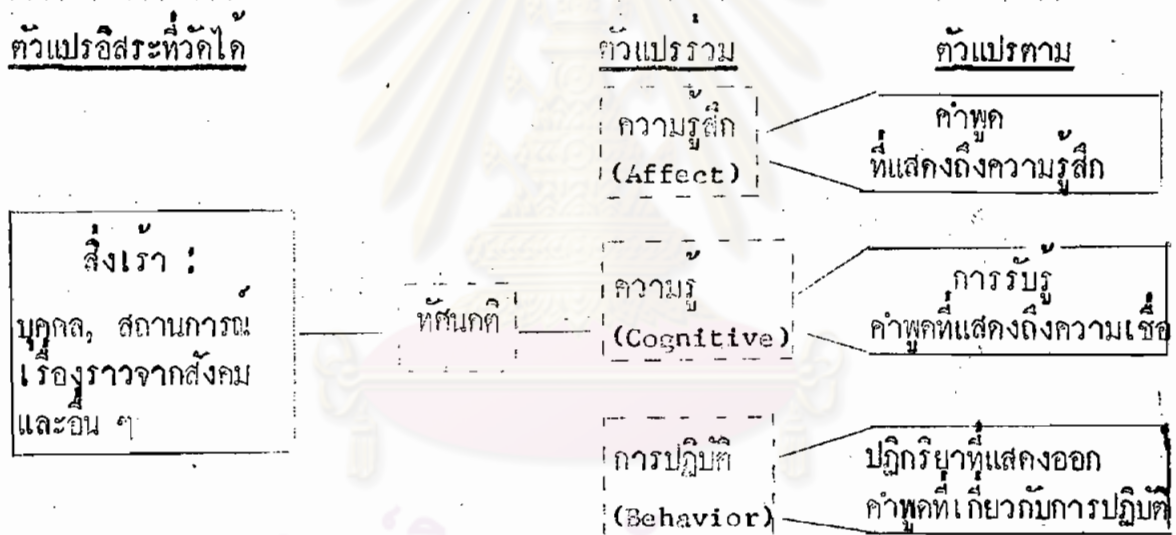 ตัวแปรอิสระที่วัดได้
ตัวแปรร่วม
ตัวแปรตาม
ความรู้สึก
(Affect)
คำพูด
ที่แสดงถึงความรู้สึก
สิ่งเร้า :
บุคคล, สถานการณ์
เรื่องราวจากสังคม
และอื่น ๆ
ทัศนคติ
ความรู้
(Cognitive)
การรับรู้
คำพูดที่แสดงถึงความเชื่อ
การปฏิบัติ
(Behavior)
ปฏิกริยาที่แสดงออก
คำพูดที่เกี่ยวกับการปฏิบัติ